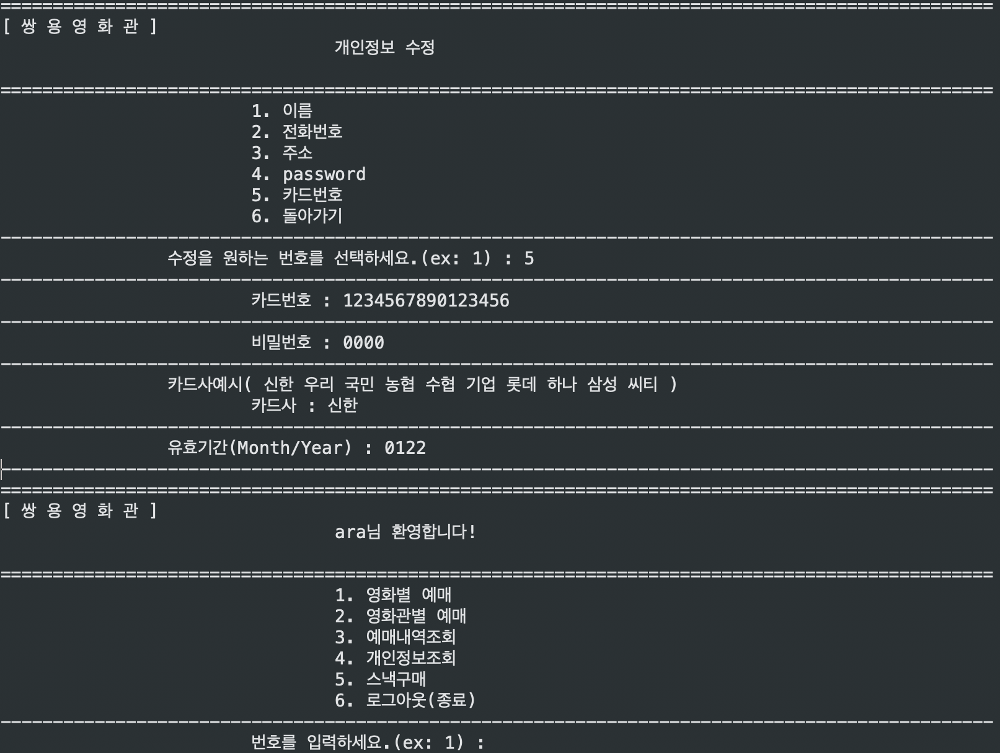 ====================================================================================================
[ 쌍 용 영 화 관 ]
개인정보 수정
====================================================================================================
1. 이름
2. 전화번호
3. 주소
4. password
5. 카드번호
6. 돌아가기
----------------------------------------------------------------------------------------------------
수정을 원하는 번호를 선택하세요.(ex: 1) : 5
----------------------------------------------------------------------------------------------------
카드번호 : 1234567890123456
----------------------------------------------------------------------------------------------------
비밀번호 : 0000
----------------------------------------------------------------------------------------------------
카드사예시( 신한 우리 국민 농협 수협 기업 롯데 하나 삼성 씨티 )
카드사 : 신한
----------------------------------------------------------------------------------------------------
유효기간(Month/Year) : 0122
----------------------------------------------------------------------------------------------------
====================================================================================================
[ 쌍 용 영 화 관 ]
ara님 환영합니다!
====================================================================================================
1. 영화별 예매
2. 영화관별 예매
3. 예매내역조회
4. 개인정보조회
5. 스낵구매
6. 로그아웃(종료)
----------------------------------------------------------------------------------------------------
번호를 입력하세요.(ex: 1) :